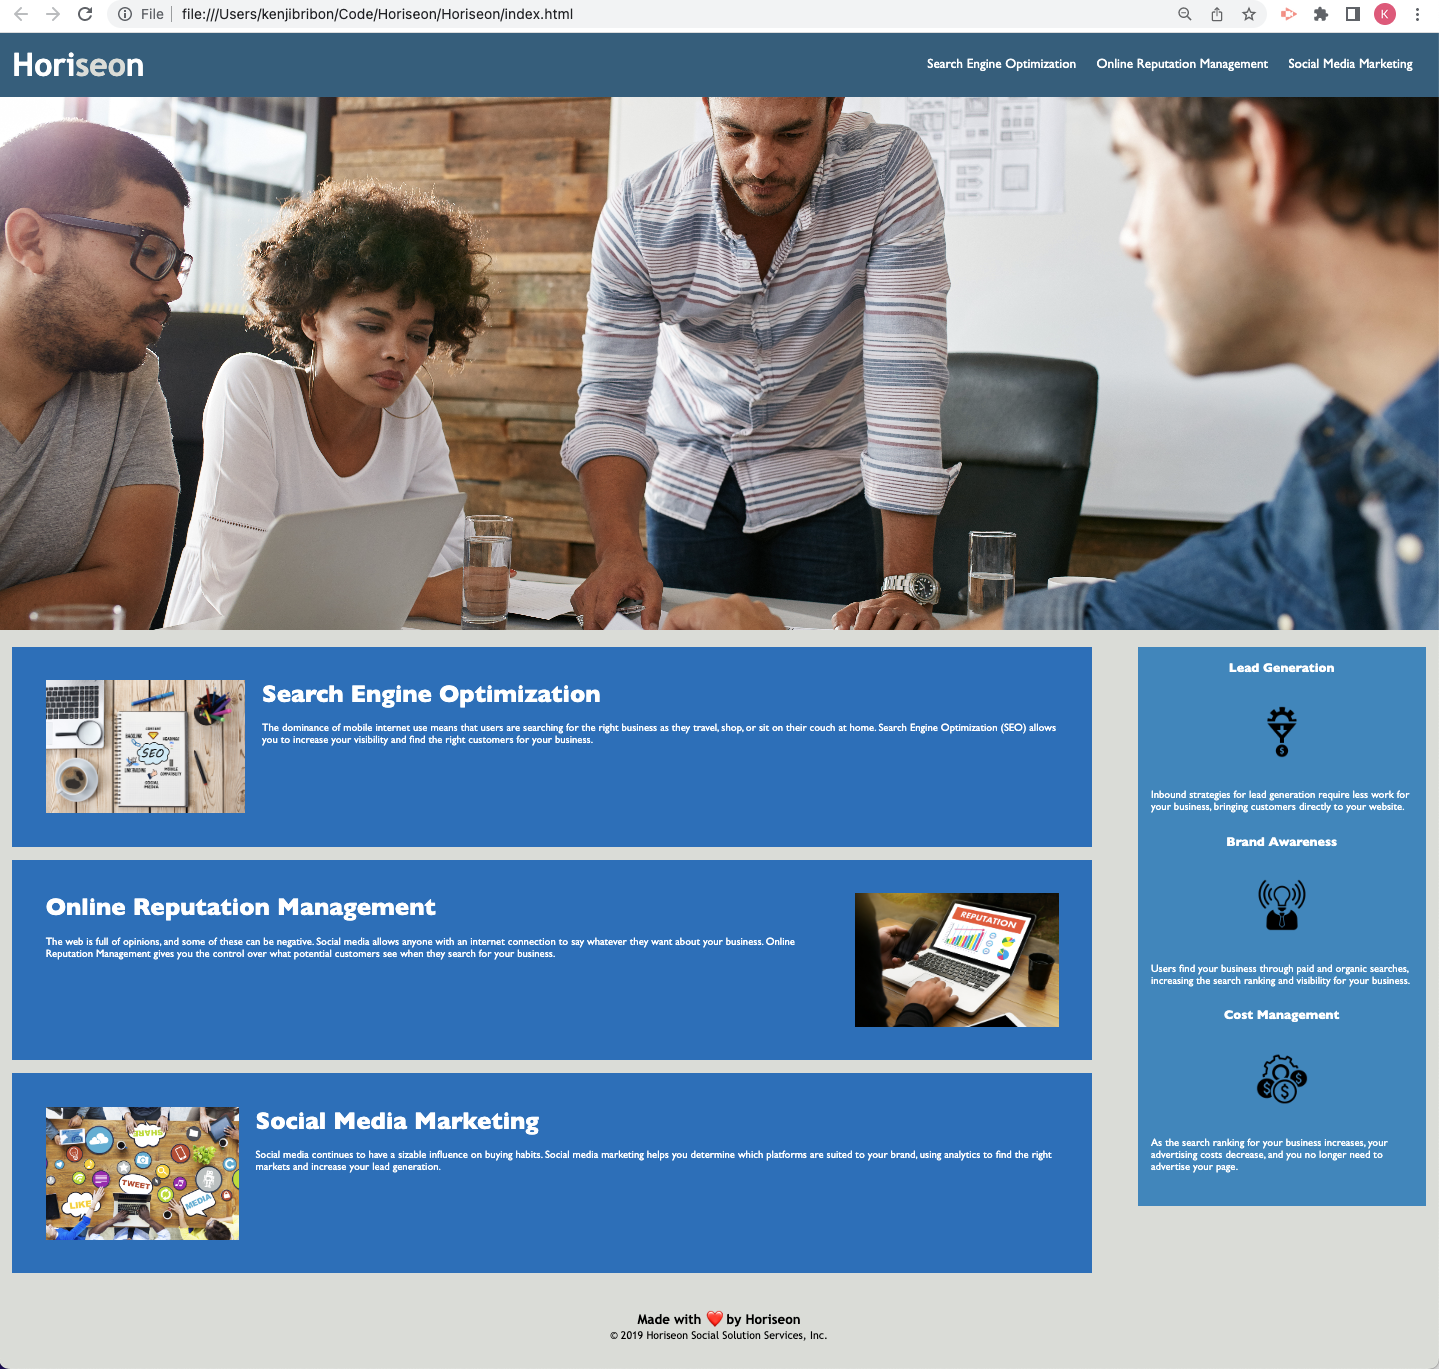 File file:///Users/kenjibribon/Code/Horiseon/Horiseon/index.html
K
Horiseon
Search Engine Optimization Online Reputation Management Social Media Marketing
SEO
SOCIAL
MEDIA
Search Engine Optimization
The dominance of mobile internet use means that users are searching for the right business as they travel, shop, or sit on their couch at home. Search Engine Optimization (SEO) allows
you to increase your visibility and find the right customers for your business.
Online Reputation Management
The web is full of opinions, and some of these can be negative. Social media allows anyone with an internet connection to say whatever they want about your business. Online
Reputation Management gives you the control over what potential customers see when they search for your business.
REPUTATION
SHARE
TWEET
LIKE
MEDIA
Social Media Marketing
Social media continues to have a sizable influence on buying habits. Social media marketing helps you determine which platforms are suited to your brand, using analytics to find the right
markets and increase your lead generation.
Lead Generation
$
Inbound strategies for lead generation require less work for
your business, bringing customers directly to your website.
Brand Awareness
Users find your business through paid and organic searches,
increasing the search ranking and visibility for your business.
Cost Management
$ $ $
As the search ranking for your business increases, your
advertising costs decrease, and you no longer need to
advertise your page.
Made with ❤️ by Horiseon
© 2019 Horiseon Social Solution Services, Inc.